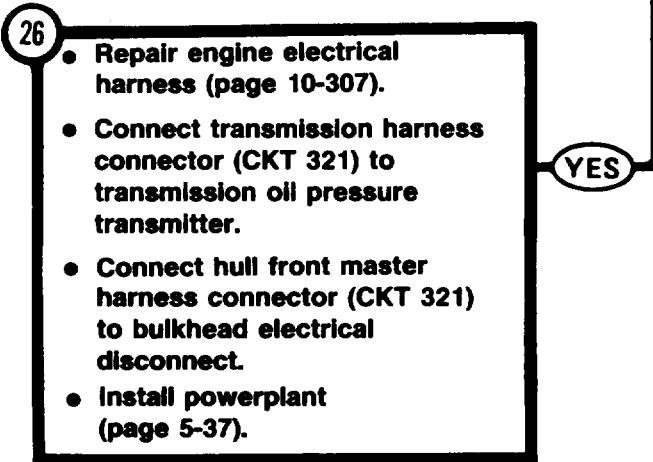 26
• Repair engine electrical
harness (page 10-307).
• Connect transmission harness
connector (CKT 321) to
transmission oil pressure
transmitter.
• Connect hull front master
harness connector (CKT 321)
to bulkhead electrical
disconnect.
• Install powerplant
(page 5-37).
YES